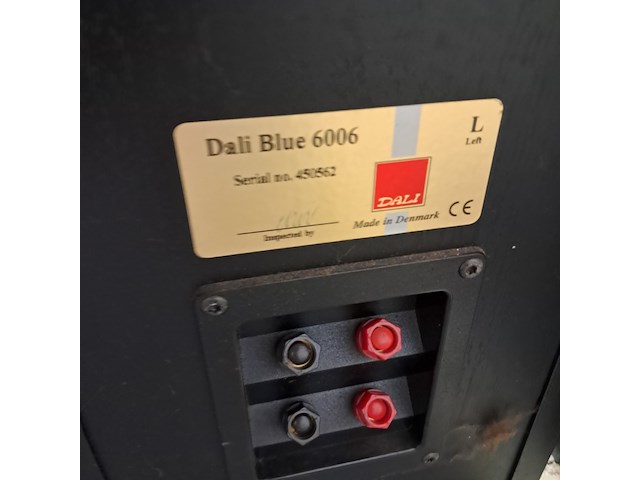 Dali Blue 6006
L
Left
Serial no. 450562
DALI
Inspected by
Made in Denmark CE